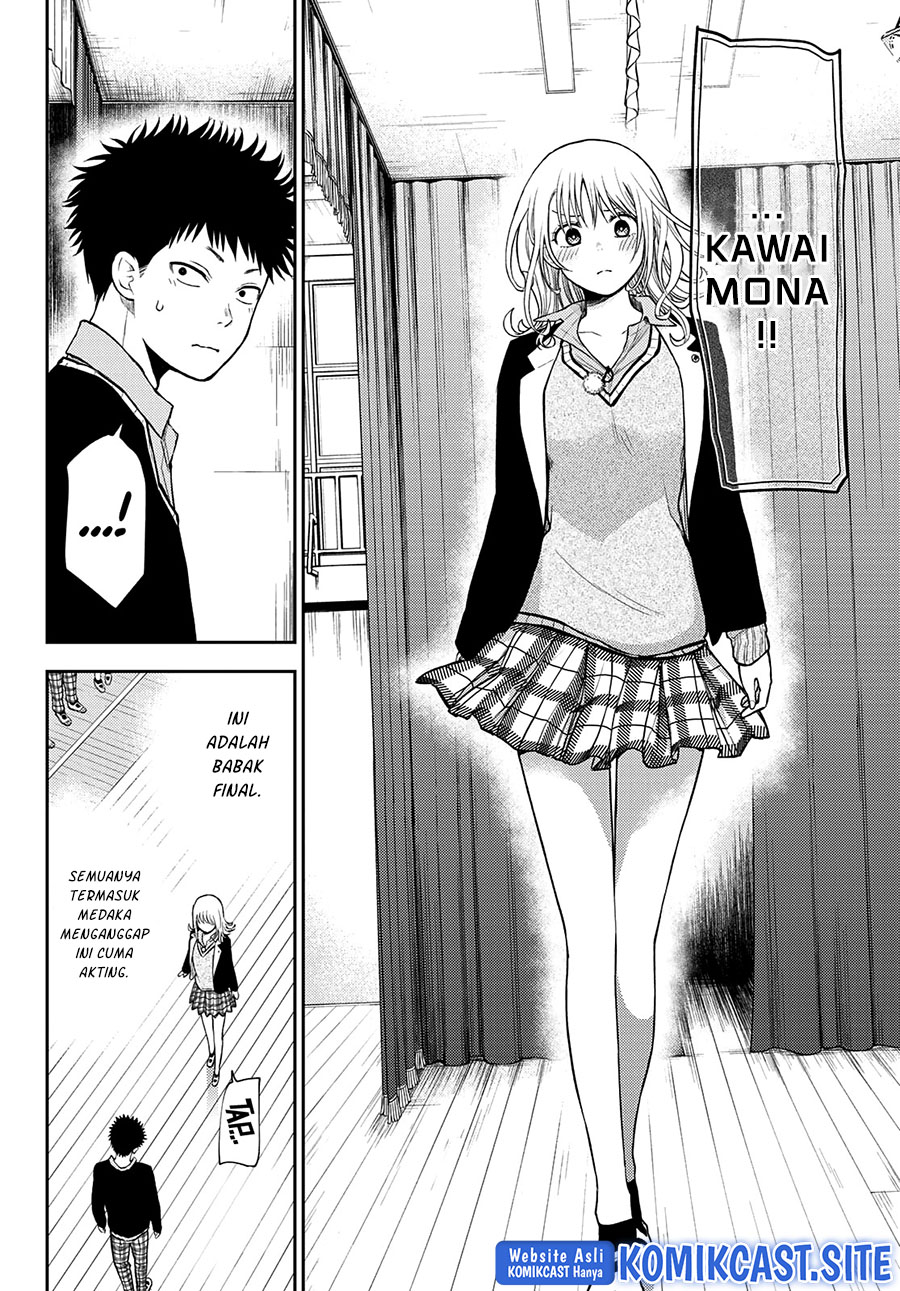 ...
KAWAI
MONA
!!
....!
INI
ADALAH
BABAK
FINAL.
SEMUANYA
TERMASUK
MEDAKA
MENGANGGAP
INI CUMA
AKTING.
TAP...
Website Asli
KOMIKCAST Hanya
KOMIKCAST.SITE